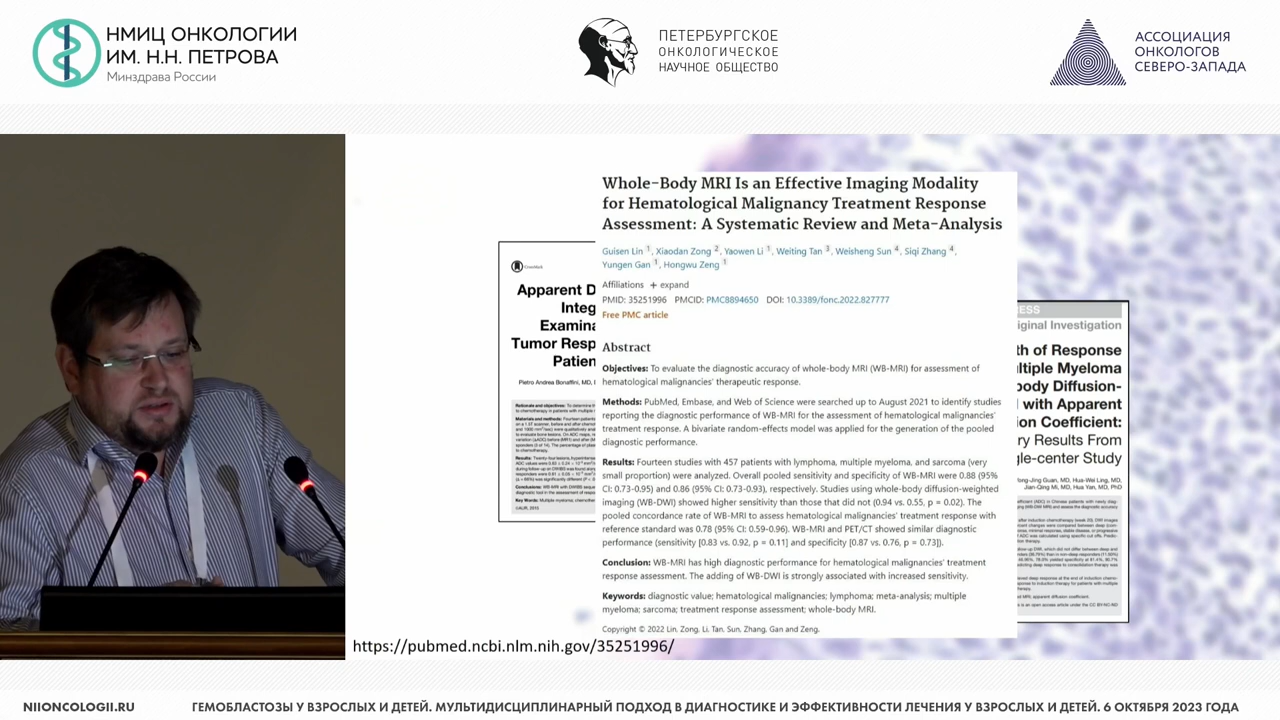 НМИЦ ОНКОЛОГИИ
ИМ. Н.Н. ПЕТРОВА
Минздрава России
ПЕТЕРБУРГСКОЕ
ОНКОЛОГИЧЕСКОЕ
НАУЧНОЕ ОБЩЕСТВО
АССОЦИАЦИЯ
ОНКОЛОГОВ
СЕВЕРО-ЗАПАДА
Whole-Body MRI Is an Effective Imaging Modality
for Hematological Malignancy Treatment Response
Assessment: A Systematic Review and Meta-Analysis
Guisen Lin 1, Xiaodan Zong 2, Yaowen Li 1, Weiting Tan 3, Weisheng Sun 4, Siqi Zhang 4,
Yungen Gan 1, Hongwu Zeng 1
Affiliations + expand
PMID: 35251996 PMCID: PMC8894650 DOI: 10.3389/fonc.2022.827777
Free PMC article
Abstract
Objectives: To evaluate the diagnostic accuracy of whole-body MRI (WB-MRI) for assessment of
hematological malignancies' therapeutic response.
Methods: PubMed, Embase, and Web of Science were searched up to August 2021 to identify studies
reporting the diagnostic performance of WB-MRI for the assessment of hematological malignancies'
treatment response. A bivariate random-effects model was applied for the generation of the pooled
diagnostic performance.
Results: Fourteen studies with 457 patients with lymphoma, multiple myeloma, and sarcoma (very
small proportion) were analyzed. Overall pooled sensitivity and specificity of WB-MRI were 0.88 (95%
CI: 0.73-0.95) and 0.86 (95% CI: 0.73-0.93), respectively. Studies using whole-body diffusion-weighted
imaging (WB-DWI) showed higher sensitivity than those that did not (0.94 vs. 0.55, p = 0.02). The
pooled concordance rate of WB-MRI to assess hematological malignancies' treatment response with
reference standard was 0.78 (95% CI: 0.59-0.96). WB-MRI and PET/CT showed similar diagnostic
performance (sensitivity [0.83 vs. 0.92, p = 0.11] and specificity [0.87 vs. 0.76, p = 0.73]).
Conclusion: WB-MRI has high diagnostic performance for hematological malignancies' treatment
response assessment. The adding of WB-DWI is strongly associated with increased sensitivity.
Keywords: diagnostic value; hematological malignancies; lymphoma; meta-analysis; multiple
myeloma; sarcoma; treatment response assessment; whole-body MRI.
Copyright © 2022 Lin, Zong, Li, Tan, Sun, Zhang, Gan and Zeng.
Apparent D
Integ
Examina
Tumor Resp
Patien
Pietro Andrea Bonaffini, MD,
ESS
iginal Investigation
th of Response
ltiple Myeloma
body Diffusion-
l with Apparent
ion Coefficient:
ry Results From
gle-center Study
ong-Jing Guan, MD, Hua-Wei Ling, MD,
Jian-Qing Mi, MD, Hua Yan, MD, PhD
https://pubmed.ncbi.nlm.nih.gov/35251996/
NIIONCOLOGII.RU
ГЕМОБЛАСТОЗЫ У ВЗРОСЛЫХ И ДЕТЕЙ. МУЛЬТИДИСЦИПЛИНАРНЫЙ ПОДХОД В ДИАГНОСТИКЕ И ЭФФЕКТИВНОСТИ ЛЕЧЕНИЯ У ВЗРОСЛЫХ И ДЕТЕЙ. 6 ОКТЯБРЯ 2023 ГОДА